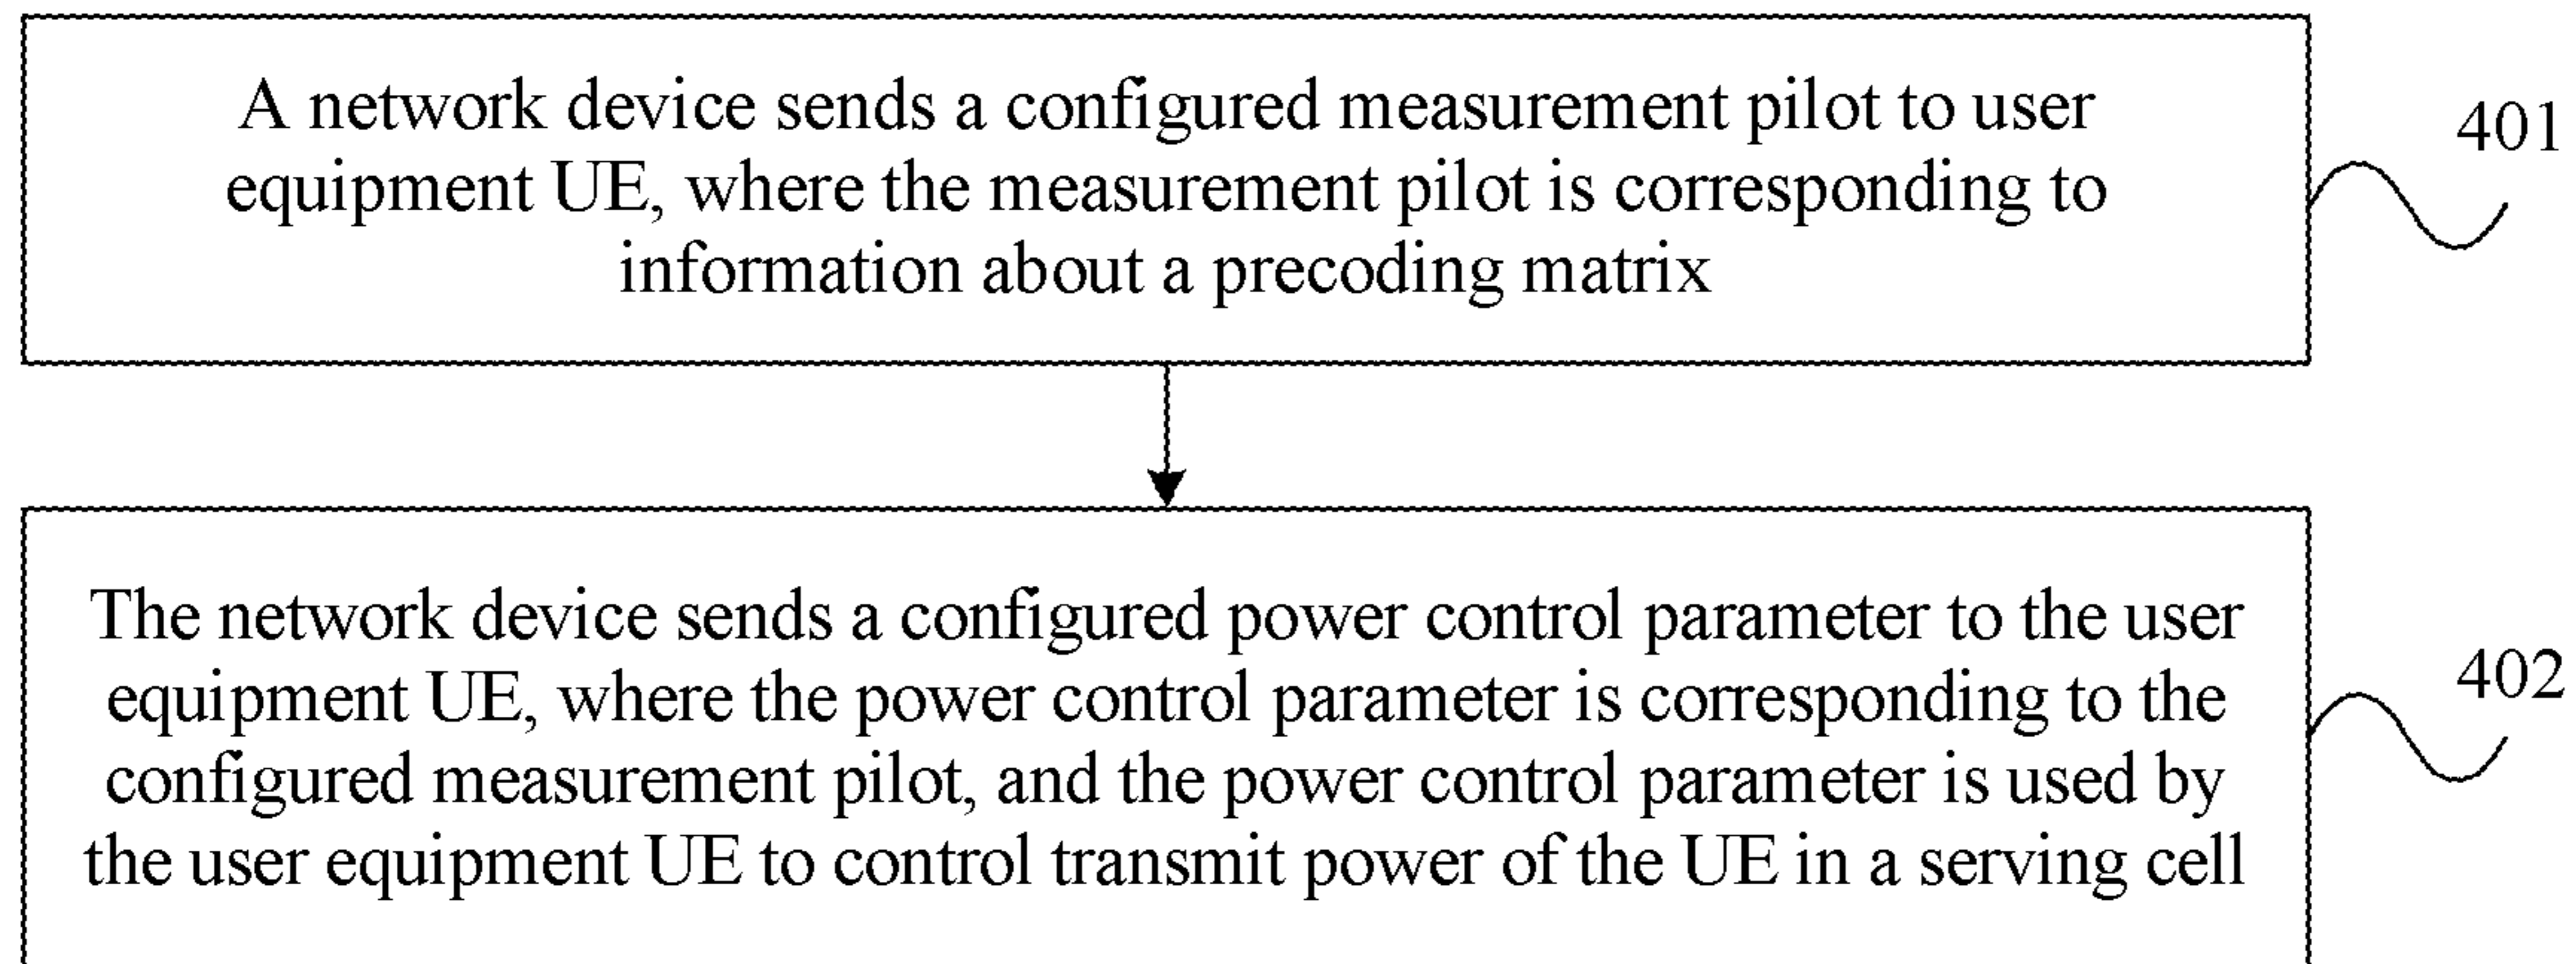 A network device sends a configured measurement pilot to user
equipment UE, where the measurement pilot is corresponding to
information about a precoding matrix
401
The network device sends a configured power control parameter to the user
equipment UE, where the power control parameter is corresponding to the
configured measurement pilot, and the power control parameter is used by
the user equipment UE to control transmit power of the UE in a serving cell
402